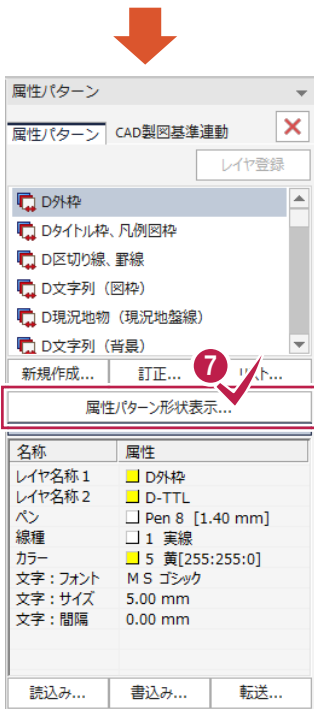 属性パターン
属性パターン CAD製図基準連動
レイヤ登録
D外枠
Dタイトル枠、凡例図枠
D区切り線、罫線
D文字列（図枠）
D現況地物（現況地盤線）
D文字列（背景）
新規作成... 訂正... リスト...
7
属性パターン形状表示...
名称 属性
レイヤ名称 1 D外枠
レイヤ名称 2 D-TTL
ペン Pen 8 [1.40 mm]
線種 1 実線
カラー 5 黄[255:255:0]
文字：フォント ＭＳ ゴシック
文字：サイズ 5.00 mm
文字：間隔 0.00 mm
読込み... 書込み... 転送...